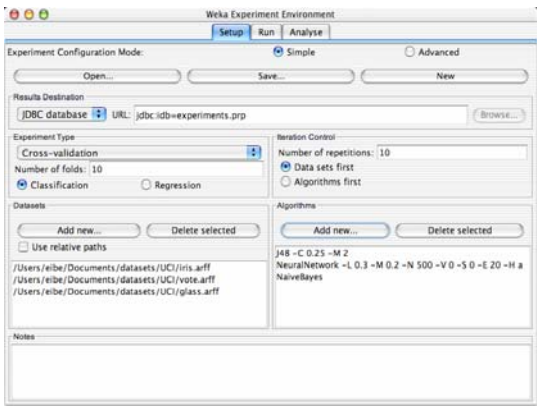 Weka Experiment Environment
Setup Run Analyse
Experiment Configuration Mode: Simple Advanced
Open... Save... New
Results Destination
JDBC database URL: jdbc:idb=experiments.prp Browse...
Experiment Type
Cross-validation
Number of folds: 10
Classification Regression
Iteration Control
Number of repetitions: 10
Data sets first
Algorithms first
Datasets
Add new... Delete selected
Use relative paths
/Users/eibe/Documents/datasets/UCI/iris.arff
/Users/eibe/Documents/datasets/UCI/vote.arff
/Users/eibe/Documents/datasets/UCI/glass.arff
Algorithms
Add new... Delete selected
J48 -C 0.25 -M 2
NeuralNetwork -L 0.3 -M 0.2 -N 500 -V 0 -S 0 -E 20 -H a
NaiveBayes
Notes